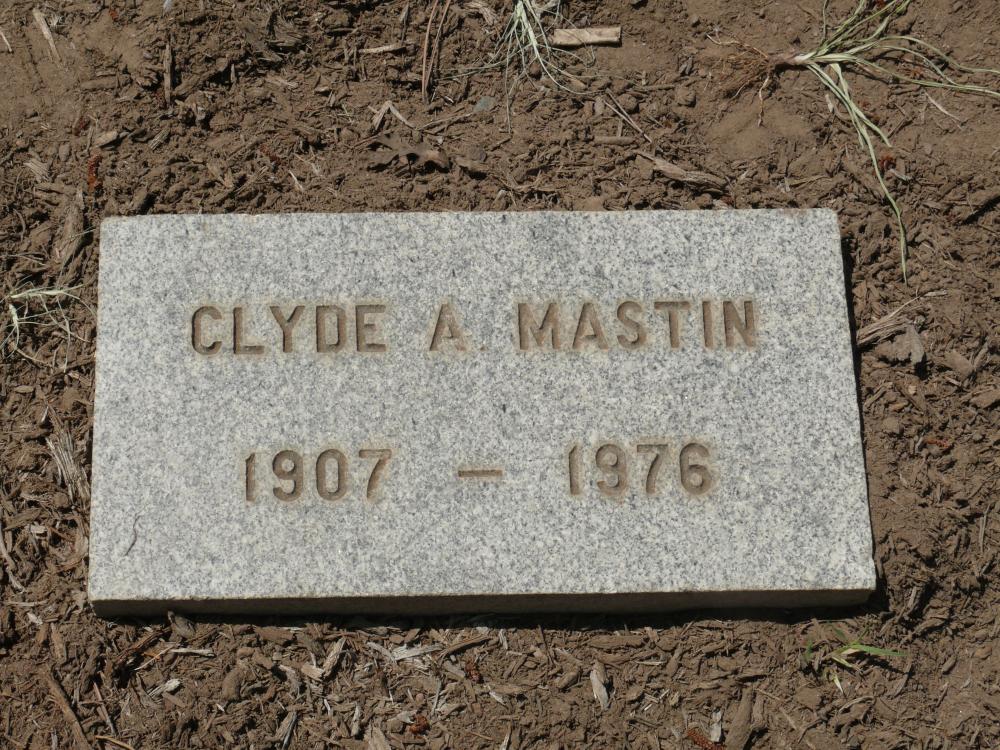 CLYDE A. MASTIN
1907 – 1976